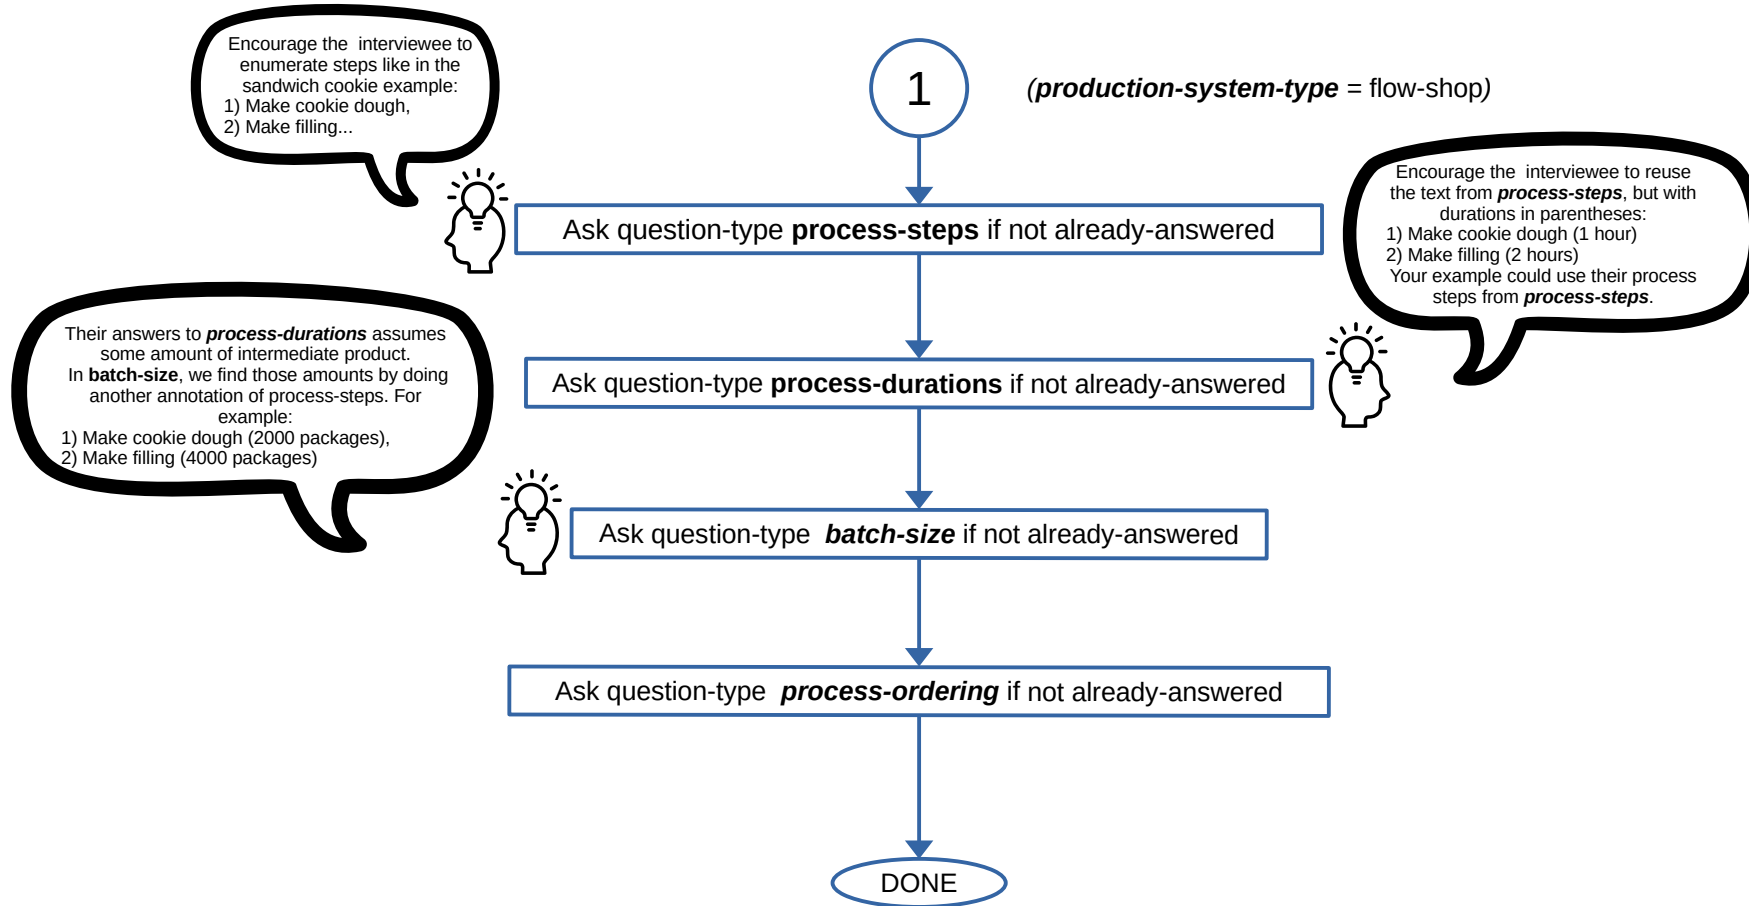 Encourage the  interviewee to
enumerate steps like in the
sandwich cookie example:
1) Make cookie dough,
2) Make filling...
1
(production-system-type = flow-shop)
Encourage the  interviewee to reuse
the text from process-steps, but with
durations in parentheses:
1) Make cookie dough (1 hour)
2) Make filling (2 hours)
Your example could use their process
steps from process-steps.
Ask question-type process-steps if not already-answered
Their answers to process-durations assumes
some amount of intermediate product.
In batch-size, we find those amounts by doing
another annotation of process-steps. For
example:
1) Make cookie dough (2000 packages),
2) Make filling (4000 packages)
Ask question-type process-durations if not already-answered
Ask question-type  batch-size if not already-answered
Ask question-type  process-ordering if not already-answered
DONE